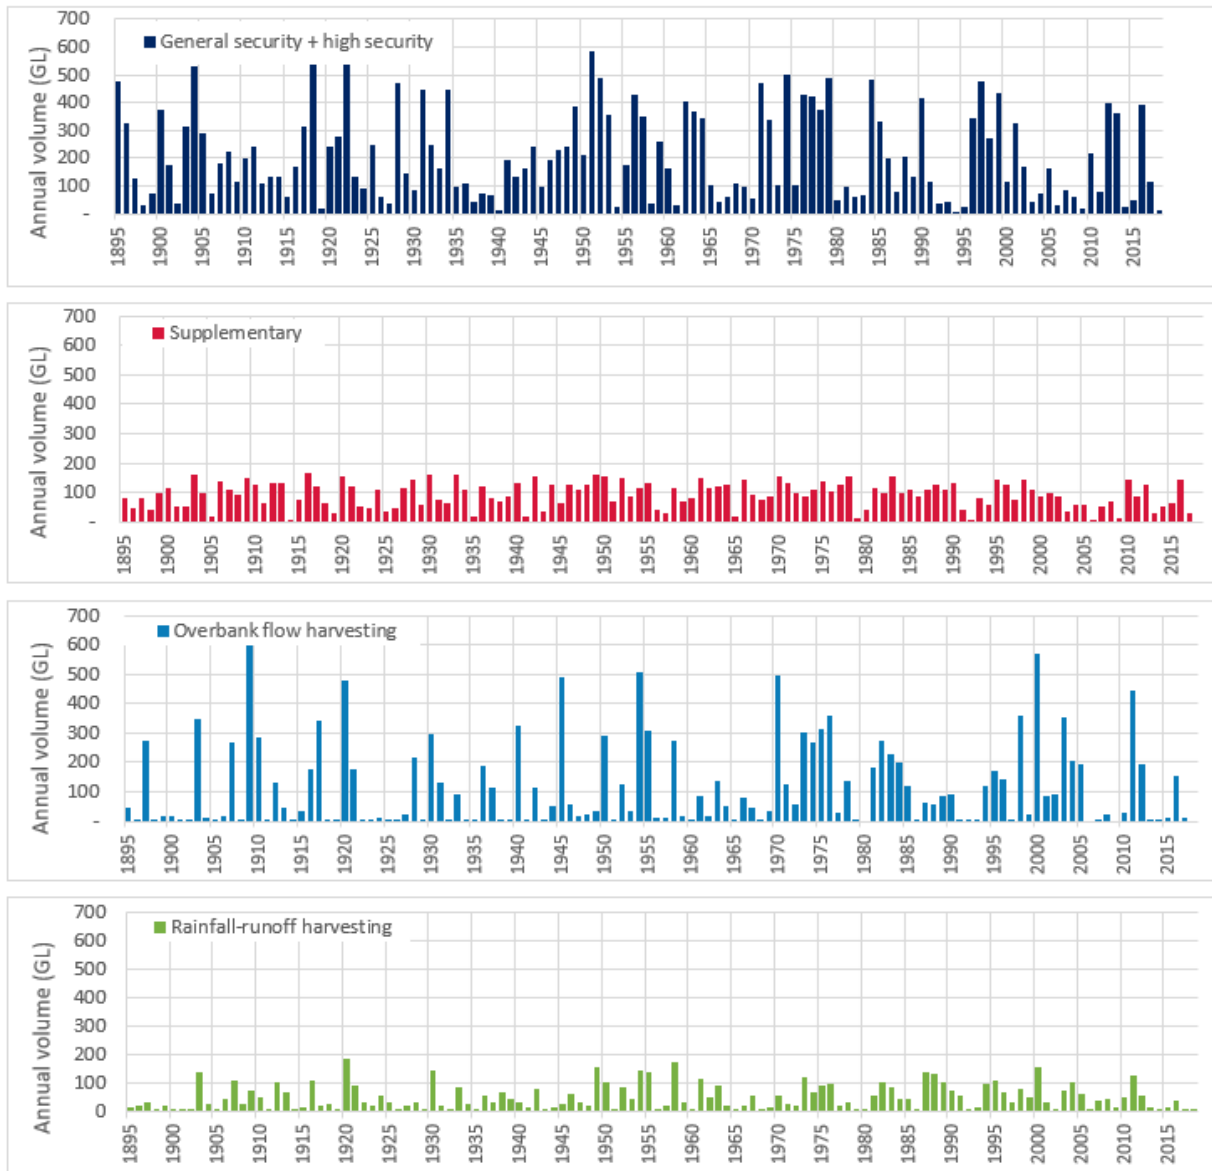 Annual volume (GL)
700
600
500
400
300
200
100
-
General security + high security
1895 1900 1905 1910 1915 1920 1925 1930 1935 1940 1945 1950 1955 1960 1965 1970 1975 1980 1985 1990 1995 2000 2005 2010 2015
Annual volume (GL)
700
600
500
400
300
200
100
-
Supplementary
1895 1900 1905 1910 1915 1920 1925 1930 1935 1940 1945 1950 1955 1960 1965 1970 1975 1980 1985 1990 1995 2000 2005 2010 2015
Annual volume (GL)
700
600
500
400
300
200
100
-
Overbank flow harvesting
1895 1900 1905 1910 1915 1920 1925 1930 1935 1940 1945 1950 1955 1960 1965 1970 1975 1980 1985 1990 1995 2000 2005 2010 2015
Annual volume (GL)
700
600
500
400
300
200
100
0
Rainfall-runoff harvesting
1895 1900 1905 1910 1915 1920 1925 1930 1935 1940 1945 1950 1955 1960 1965 1970 1975 1980 1985 1990 1995 2000 2005 2010 2015